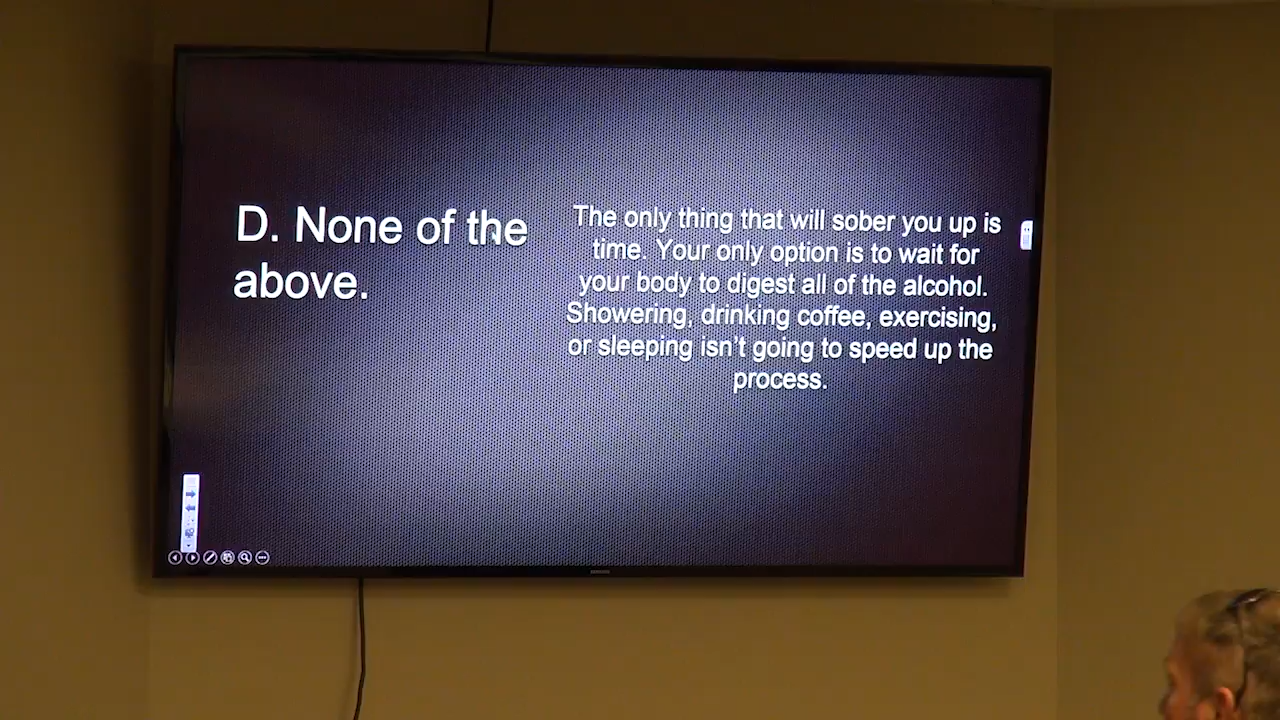 D. None of the
above.
The only thing that will sober you up is
time. Your only option is to wait for
your body to digest all of the alcohol.
Showering, drinking coffee, exercising,
or sleeping isn't going to speed up the
process.